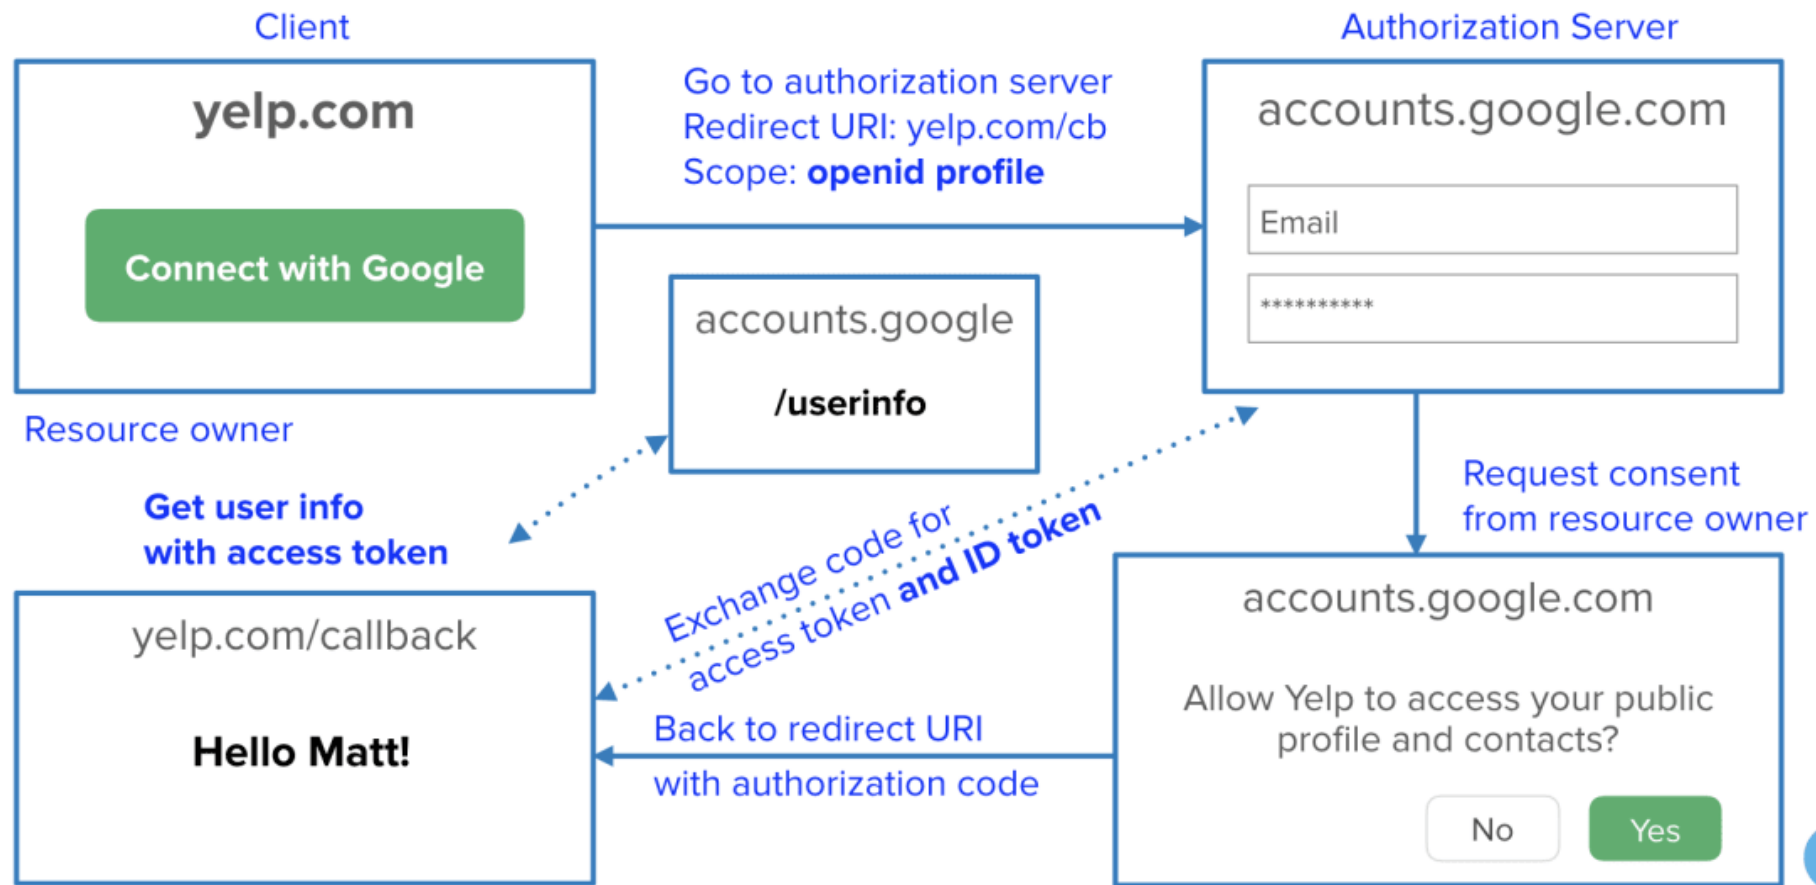 Client
yelp.com
Connect with Google
Resource owner
Go to authorization server
Redirect URI: yelp.com/cb
Scope: openid profile
Authorization Server
accounts.google.com
Email
**********
accounts.google
/userinfo
Request consent
from resource owner
accounts.google.com
Allow Yelp to access your public
profile and contacts?
No
Yes
Back to redirect URI
with authorization code
Exchange code for
access token and ID token
Get user info
with access token
yelp.com/callback
Hello Matt!